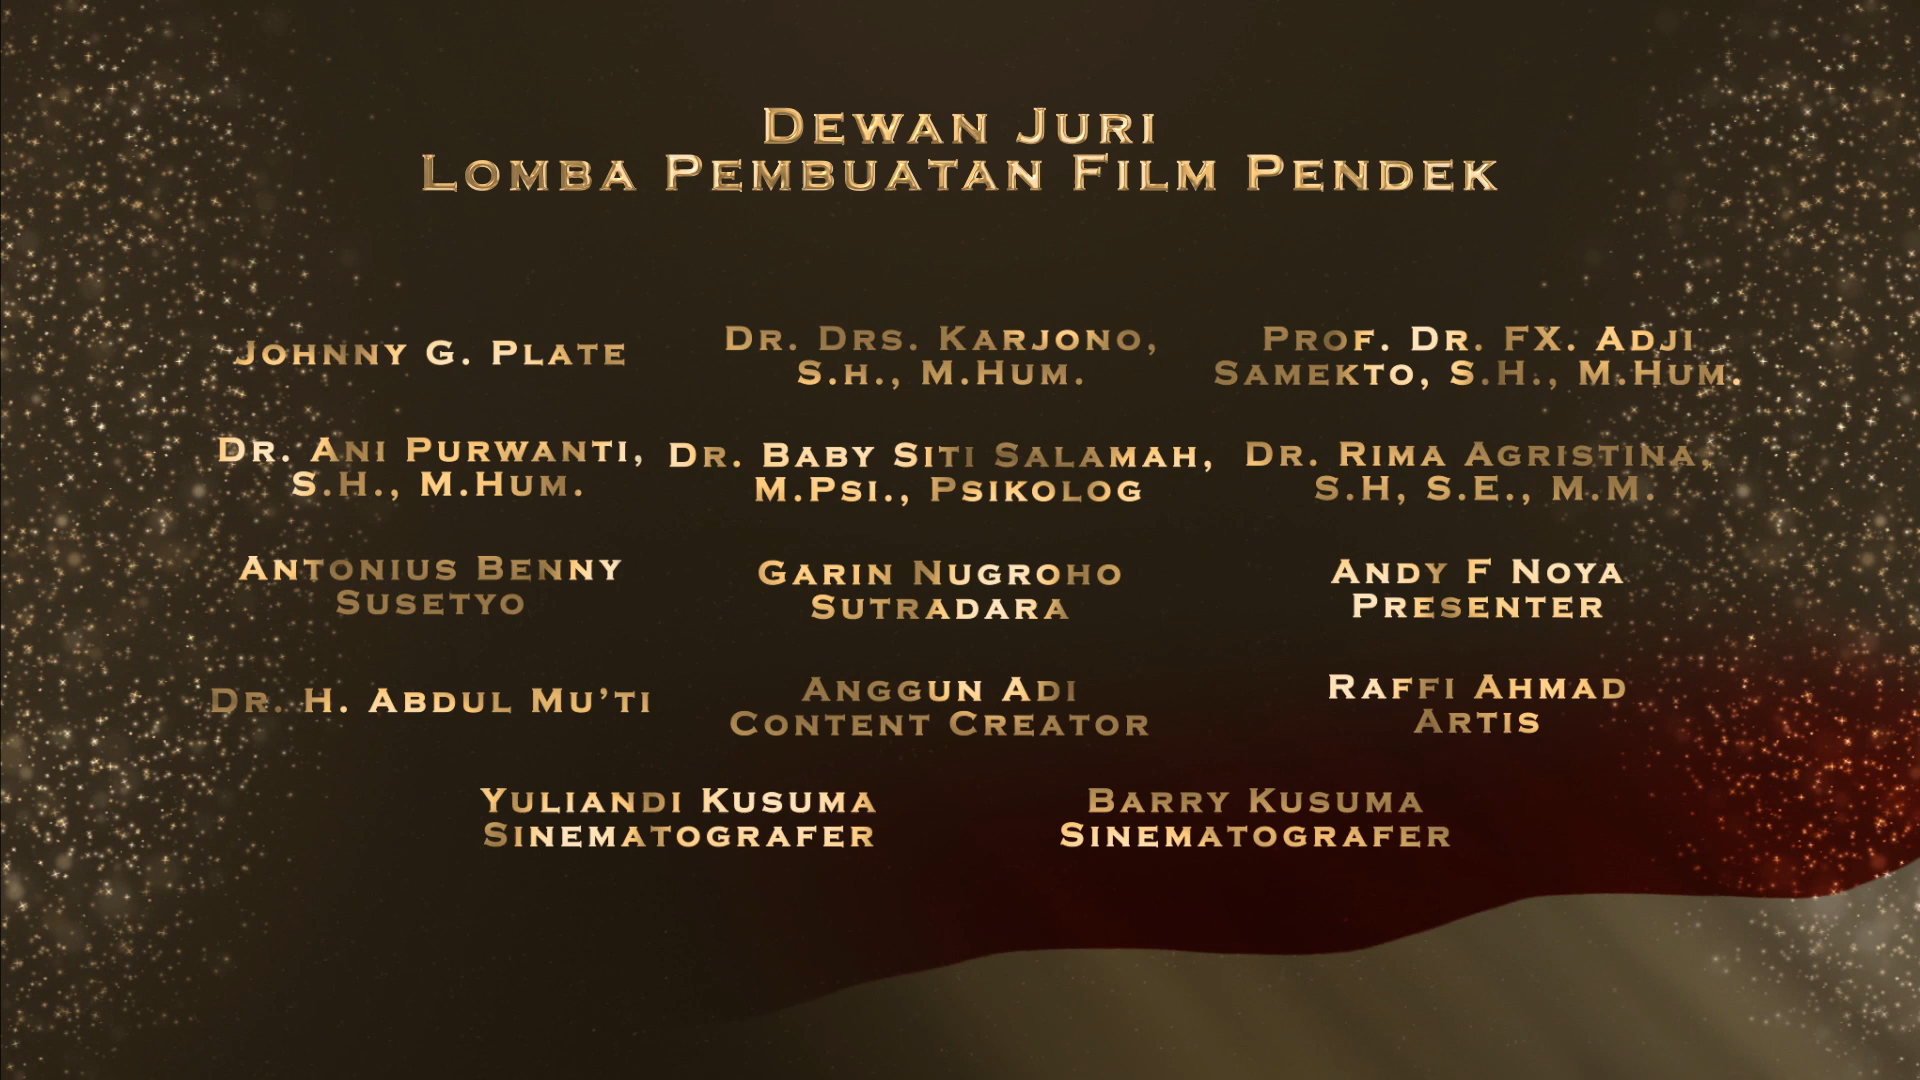 DEWAN JURI
LOMBA PEMBUATAN FILM PENDEK
JOHNNY G. PLATE
DR. DRS. KARJONO,
S.H., M.HUM.
PROF. DR. FX. ADJI
SAMEKTO, S.H., M.HUM.
DR. ANI PURWANTI,
S.H., M.HUM.
DR. BABY SITI SALAMAH,
M.PSI., PSIKOLOG
DR. RIMA AGRISTINA,
S.H, S.E., M.M.
ANTONIUS BENNY
SUSETYO
GARIN NUGROHO
SUTRADARA
ANDY F NOYA
PRESENTER
DR. H. ABDUL MU'TI
ANGGUN ADI
CONTENT CREATOR
RAFFI AHMAD
ARTIS
YULIANDI KUSUMA
SINEMATOGRAFER
BARRY KUSUMA
SINEMATOGRAFER